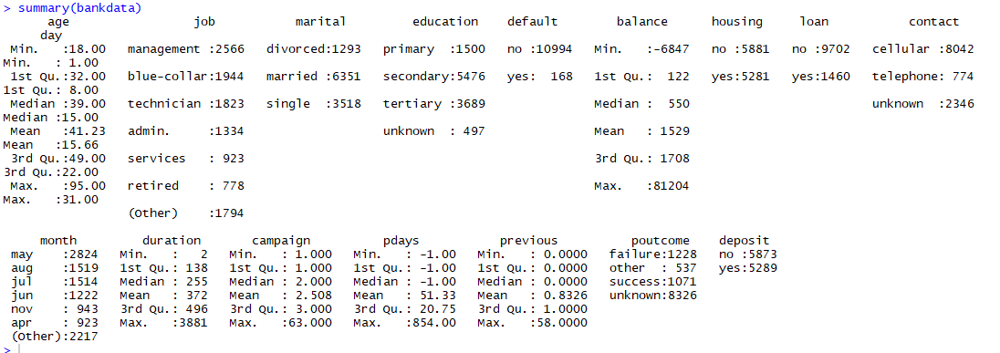 > summary(bankdata)
      age                job           marital          education    default        balance      housing      loan           contact    
      day       
 Min.   :18.00   management :2566   divorced:1293   primary  :1500   no :10994   Min.   :-6847   no :5881   no :9702   cellular :8042  
Min.   : 1.00  
 1st Qu.:32.00   blue-collar:1944   married :6351   secondary:5476   yes:  168   1st Qu.:  122   yes:5281   yes:1460   telephone: 774  
1st Qu.: 8.00  
 Median :39.00   technician :1823   single  :3518   tertiary :3689               Median :  550                         unknown  :2346  
Median :15.00  
 Mean   :41.23   admin.     :1334                   unknown  : 497               Mean   : 1529                                         
Mean   :15.66  
 3rd Qu.:49.00   services   : 923                                                3rd Qu.: 1708                                         
3rd Qu.:22.00  
 Max.   :95.00   retired    : 778                                                Max.   :81204                                         
Max.   :31.00  
                 (Other)    :1794
     month         duration       campaign          pdays           previous          poutcome    deposit   
 may    :2824   Min.   :   2   Min.   : 1.000   Min.   : -1.00   Min.   : 0.0000   failure:1228   no :5873  
 aug    :1519   1st Qu.: 138   1st Qu.: 1.000   1st Qu.: -1.00   1st Qu.: 0.0000   other  : 537   yes:5289  
 jul    :1514   Median : 255   Median : 2.000   Median : -1.00   Median : 0.0000   success:1071             
 jun    :1222   Mean   : 372   Mean   : 2.508   Mean   : 51.33   Mean   : 0.8326   unknown:8326             
 nov    : 943   3rd Qu.: 496   3rd Qu.: 3.000   3rd Qu.: 20.75   3rd Qu.: 1.0000                            
 apr    : 923   Max.   :3881   Max.   :63.000   Max.   :854.00   Max.   :58.0000                            
 (Other):2217
>